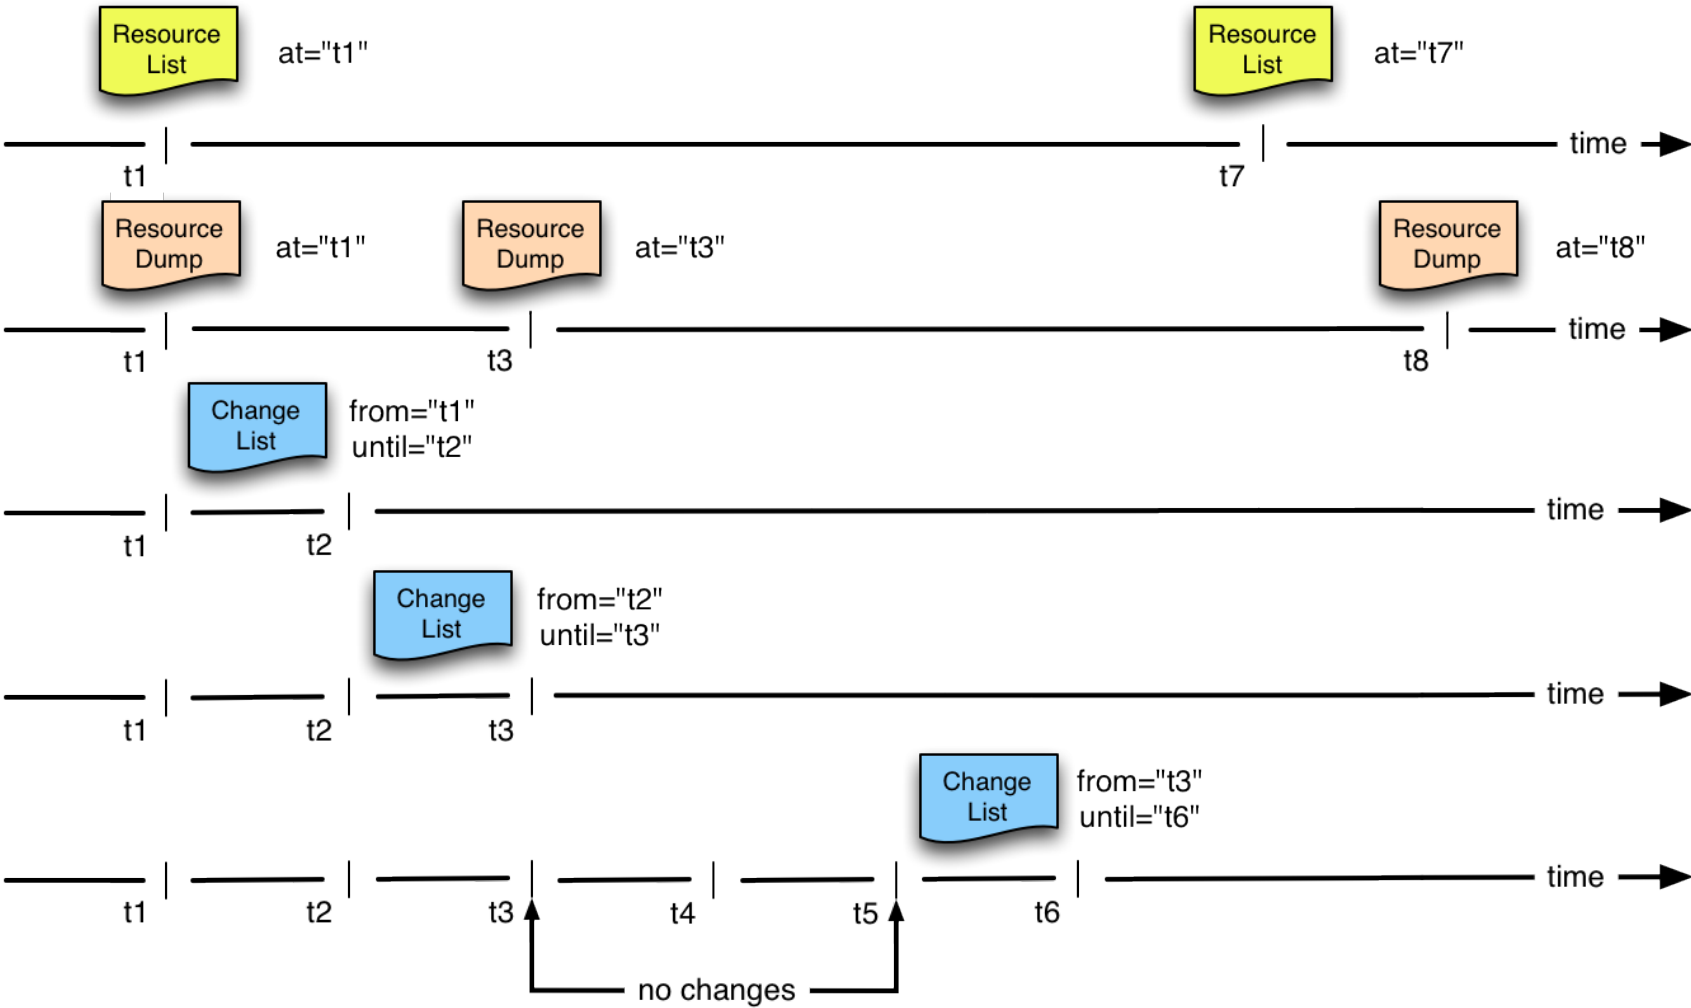 Resource
List
at="t1"
Resource
List
at="t7"
time
t1
t7
Resource
Dump
at="t1"
Resource
Dump
at="t3"
Resource
Dump
at="t8"
time
t1
t3
t8
Change
List
from="t1"
until="t2"
time
t1
t2
Change
List
from="t2"
until="t3"
time
t1
t2
t3
Change
List
from="t3"
until="t6"
time
t1
t2
t3
t4
t5
t6
no changes